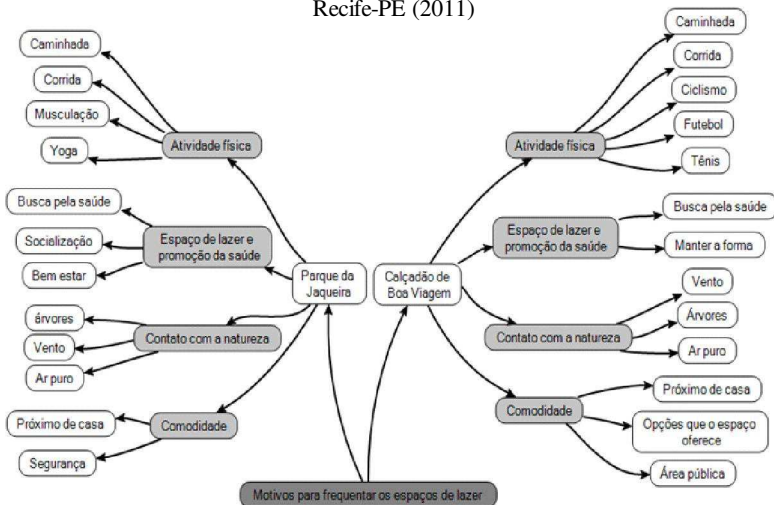 Recife-PE (2011)
Caminhada
Corrida
Musculação
Yoga
Atividade física
Busca pela saúde
Socialização
Bem estar
Espaço de lazer e
promoção da saúde
árvores
Vento
Ar puro
Contato com a natureza
Próximo de casa
Segurança
Comodidade
Parque da
Jaqueira
Calçadão de
Boa Viagem
Atividade física
Caminhada
Corrida
Ciclismo
Futebol
Tênis
Espaço de lazer e
promoção da saúde
Busca pela saúde
Manter a forma
Contato com a natureza
Vento
Árvores
Ar puro
Comodidade
Próximo de casa
Opções que o espaço
oferece
Área pública
Motivos para frequentar os espaços de lazer